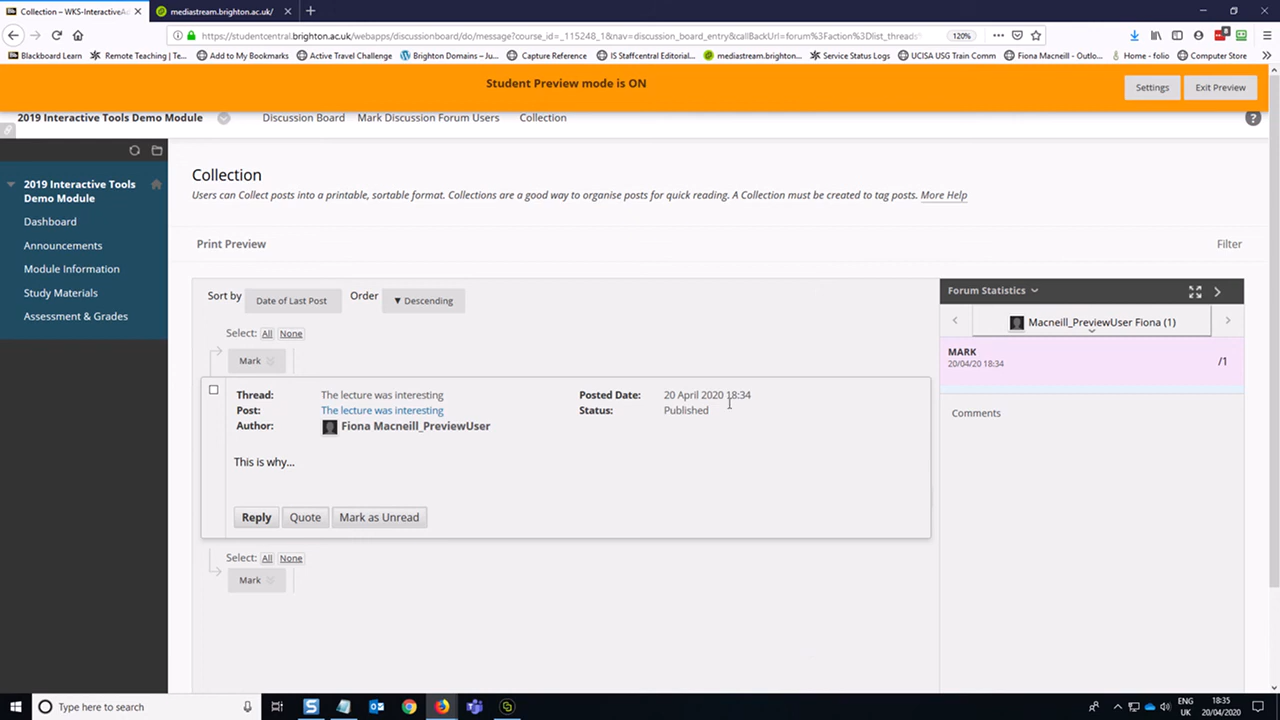 Collection – WKS-InteractiveAc
mediastream.brighton.ac.uk/
https://studentcentral.brighton.ac.uk/webapps/discussionboard/do/message?course_id=_115248_1&nav=discussion_board_entry&callBackUrl=forum%3Faction%3Dlist_threads
120%
Blackboard Learn
Remote Teaching | Te...
Add to My Bookmarks
Active Travel Challenge
Brighton Domains – Ju...
Capture Reference
IS Staffcentral Editorial...
mediastream.brighton...
Service Status Logs
UCISA USG Train Comm
Fiona Macneill - Outlo...
Home - folio
Computer Store
Student Preview mode is ON
Settings
Exit Preview
2019 Interactive Tools Demo Module
Discussion Board
Mark Discussion Forum Users
Collection
?
2019 Interactive Tools
Demo Module
Dashboard
Announcements
Module Information
Study Materials
Assessment & Grades
Collection
Users can Collect posts into a printable, sortable format. Collections are a good way to organise posts for quick reading. A Collection must be created to tag posts. More Help
Print Preview
Filter
Sort by
Date of Last Post
Order
▼ Descending
Select: All None
Mark
Thread: The lecture was interesting
Posted Date: 20 April 2020 18:34
Post: The lecture was interesting
Status: Published
Author: Fiona Macneill_PreviewUser
This is why...
Reply
Quote
Mark as Unread
Select: All None
Mark
Forum Statistics
Macneill_PreviewUser Fiona (1)
MARK
20/04/20 18:34
/1
Comments
Type here to search
ENG
UK
18:35
20/04/2020